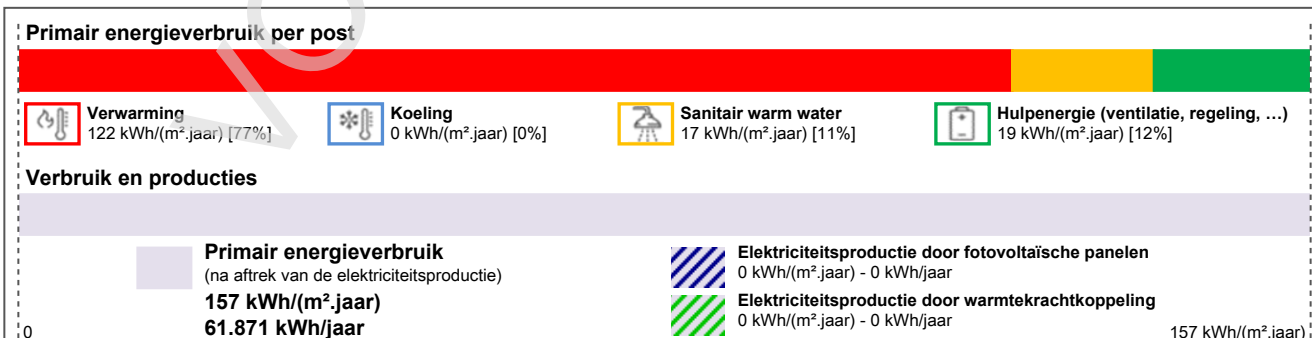 Primair energieverbruik per post
Verwarming
122 kWh/(m².jaar) [77%]
Koeling
0 kWh/(m².jaar) [0%]
Sanitair warm water
17 kWh/(m².jaar) [11%]
Hulpenergie (ventilatie, regeling, …)
19 kWh/(m².jaar) [12%]
Verbruik en producties
Primair energieverbruik
(na aftrek van de elektriciteitsproductie)
157 kWh/(m².jaar)
61.871 kWh/jaar
Elektriciteitsproductie door fotovoltaïsche panelen
0 kWh/(m².jaar) - 0 kWh/jaar
Elektriciteitsproductie door warmtekrachtkoppeling
0 kWh/(m².jaar) - 0 kWh/jaar
0
157 kWh/(m².jaar)